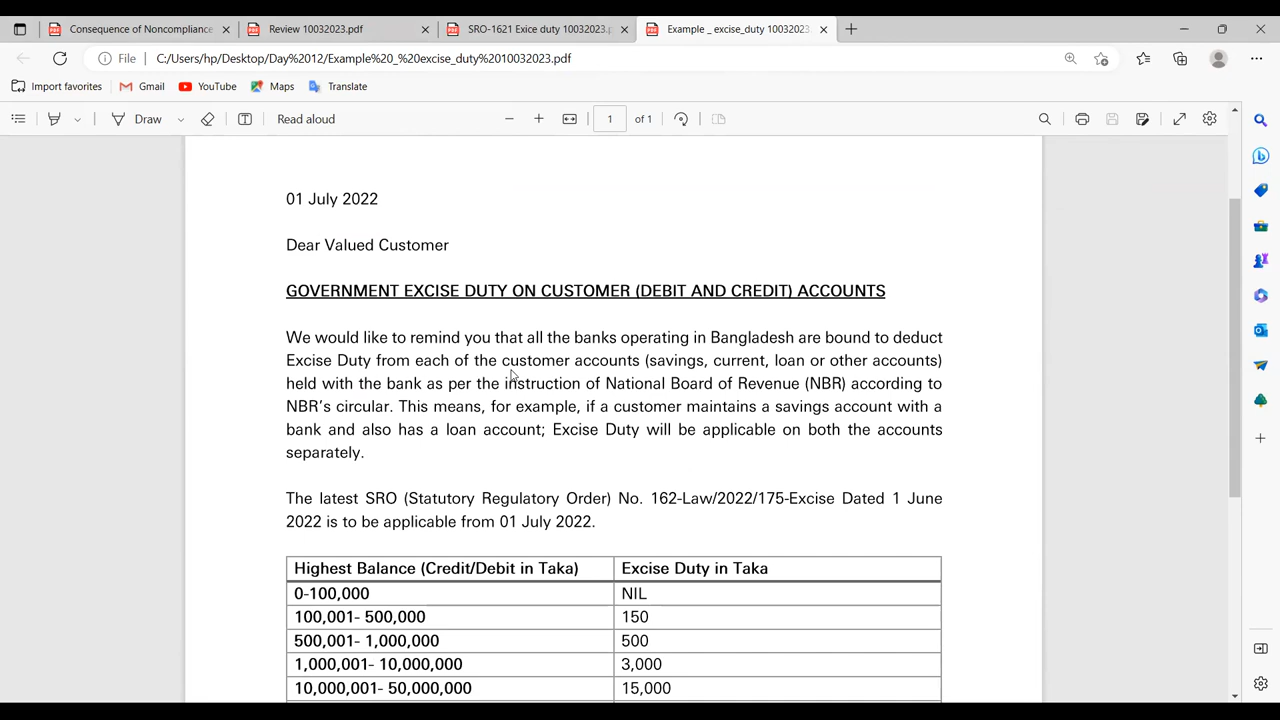 Consequence of Noncompliance
Review 10032023.pdf
SRO-1621 Exice duty 10032023.p
Example _ excise_duty 10032023
File
C:/Users/hp/Desktop/Day%2012/Example%20_%20excise_duty%2010032023.pdf
Import favorites
Gmail
YouTube
Maps
Translate
Draw
Read aloud
1
of 1
01 July 2022
Dear Valued Customer
GOVERNMENT EXCISE DUTY ON CUSTOMER (DEBIT AND CREDIT) ACCOUNTS
We would like to remind you that all the banks operating in Bangladesh are bound to deduct
Excise Duty from each of the customer accounts (savings, current, loan or other accounts)
held with the bank as per the instruction of National Board of Revenue (NBR) according to
NBR's circular. This means, for example, if a customer maintains a savings account with a
bank and also has a loan account; Excise Duty will be applicable on both the accounts
separately.
The latest SRO (Statutory Regulatory Order) No. 162-Law/2022/175-Excise Dated 1 June
2022 is to be applicable from 01 July 2022.
Highest Balance (Credit/Debit in Taka) Excise Duty in Taka
0-100,000 NIL
100,001- 500,000 150
500,001- 1,000,000 500
1,000,001- 10,000,000 3,000
10,000,001- 50,000,000 15,000